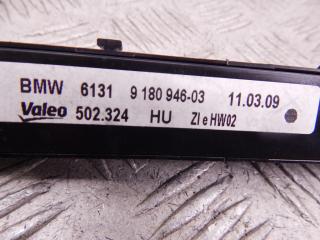 BMW 6131 9 180 946-03 11.03.09
Valeo 502.324 HU ZI e HW02